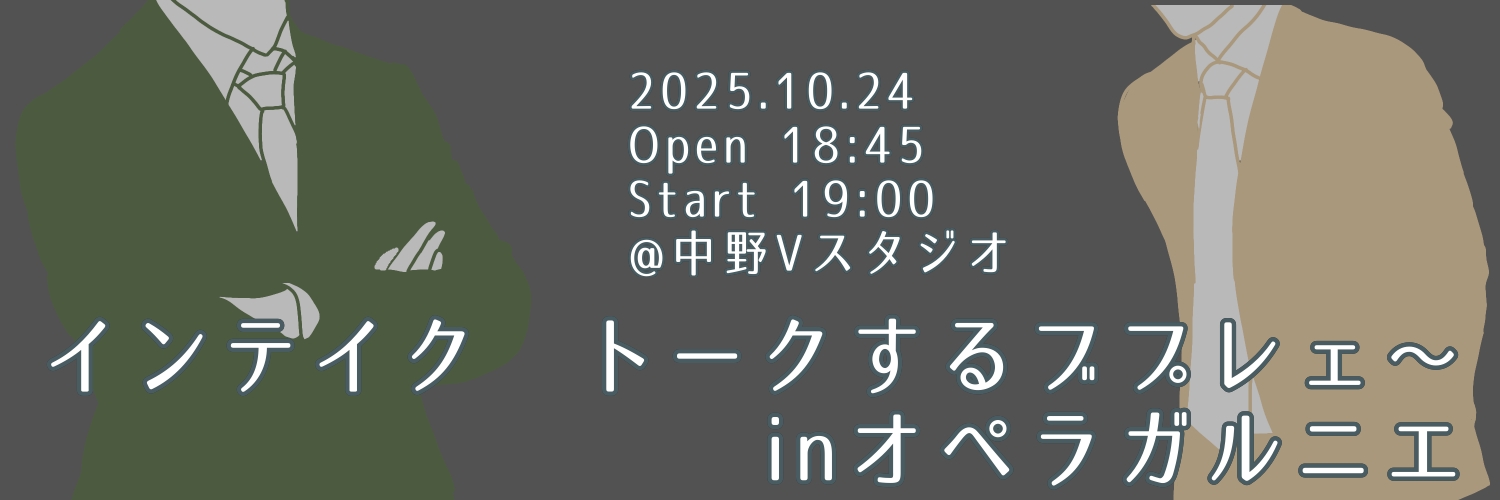 2025.10.24
Open 18:45
Start 19:00
@中野Vスタジオ
インテイク トークするブプレェ～
inオペラガルニエ